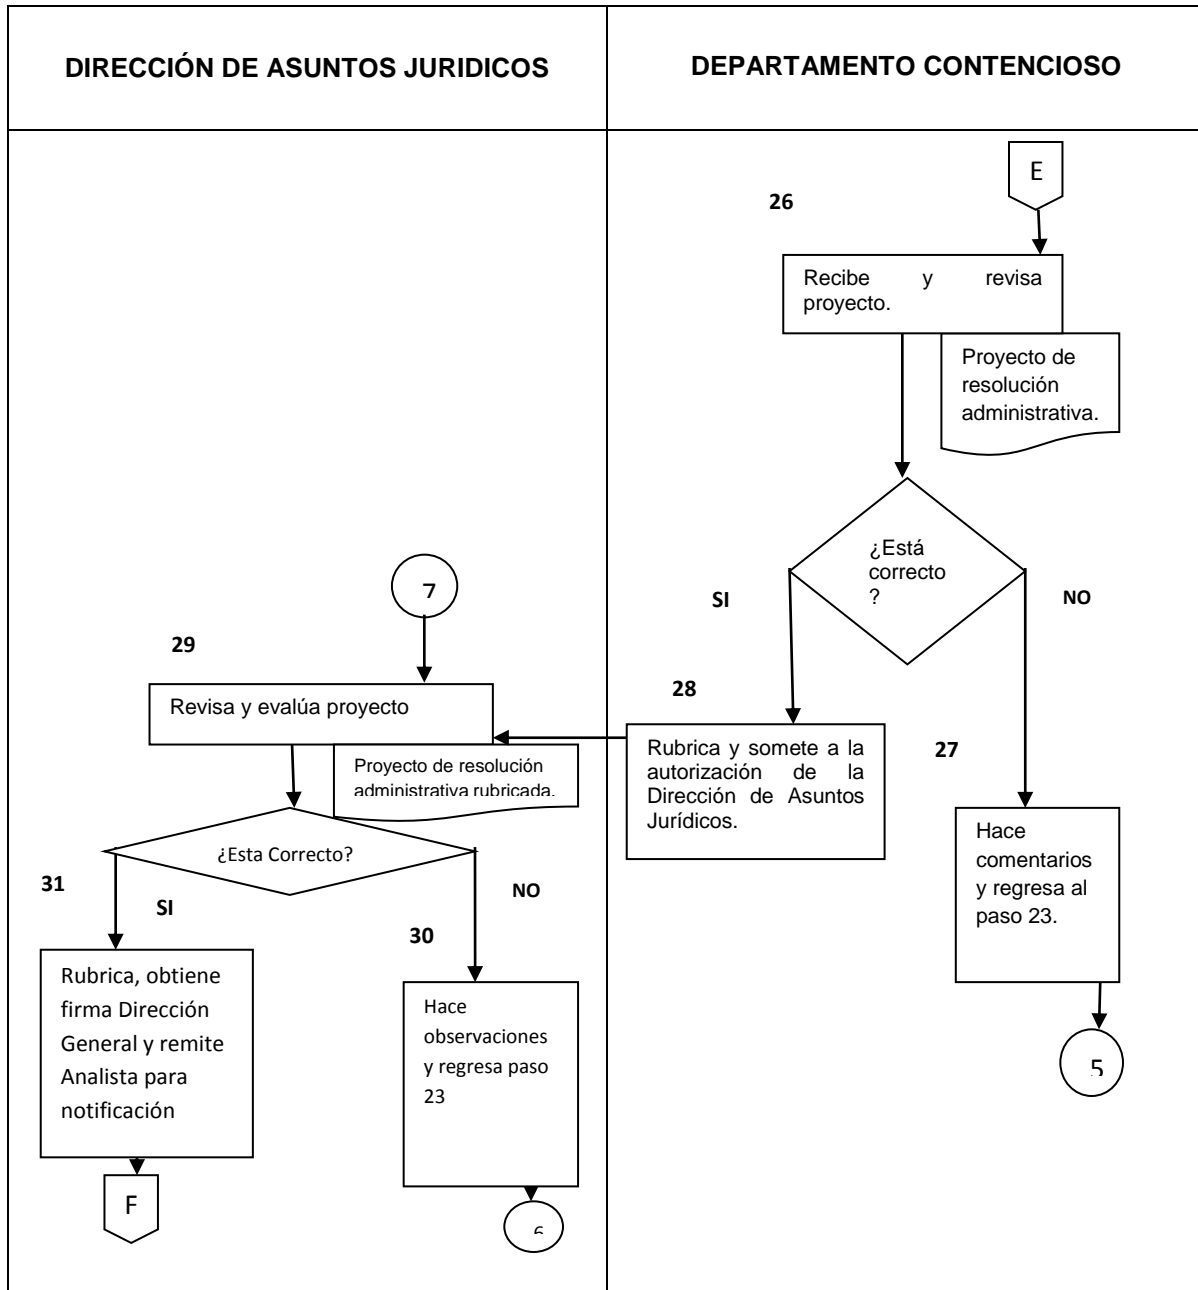 DIRECCIÓN DE ASUNTOS JURIDICOS
DEPARTAMENTO CONTENCIOSO
E
26
Recibe y revisa
proyecto.
Proyecto de
resolución
administrativa.
¿Está
correcto
?
SI
NO
28
Rubrica y somete a la
autorización de la
Dirección de Asuntos
Jurídicos.
27
Hace
comentarios
y regresa al
paso 23.
5
7
29
Revisa y evalúa proyecto
Proyecto de resolución
administrativa rubricada.
¿Esta Correcto?
31
SI
NO
30
Rubrica, obtiene
firma Dirección
General y remite
Analista para
notificación
F
Hace
observaciones
y regresa paso
23
6